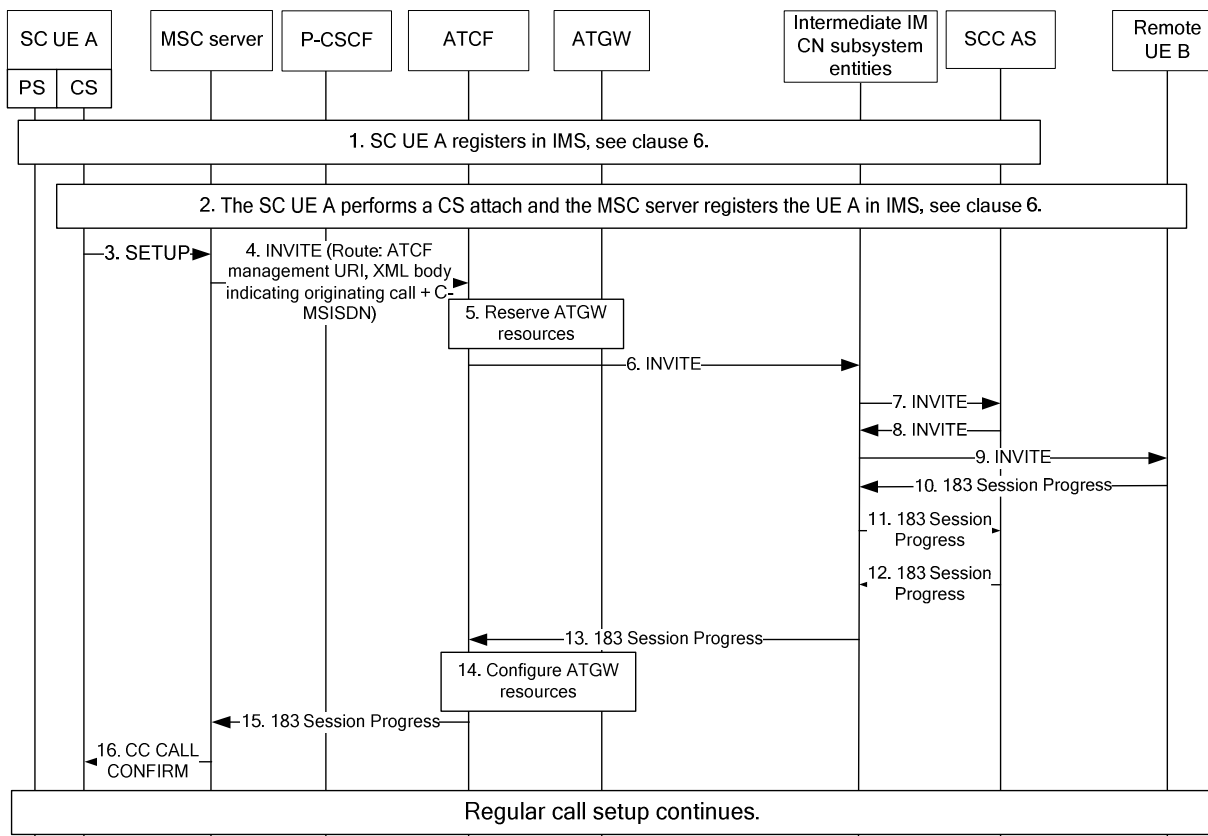 SC UE A
PS
CS
MSC server
P-CSCF
ATCF
ATGW
Intermediate IM
CN subsystem
entities
SCC AS
Remote
UE B
1. SC UE A registers in IMS, see clause 6.
2. The SC UE A performs a CS attach and the MSC server registers the UE A in IMS, see clause 6.
3. SETUP
4. INVITE (Route: ATCF
management URI, XML body
indicating originating call + C-
MSISDN)
5. Reserve ATGW
resources
6. INVITE
7. INVITE
8. INVITE
9. INVITE
10. 183 Session Progress
11. 183 Session
Progress
12. 183 Session
Progress
13. 183 Session Progress
14. Configure ATGW
resources
15. 183 Session Progress
16. CC CALL
CONFIRM
Regular call setup continues.